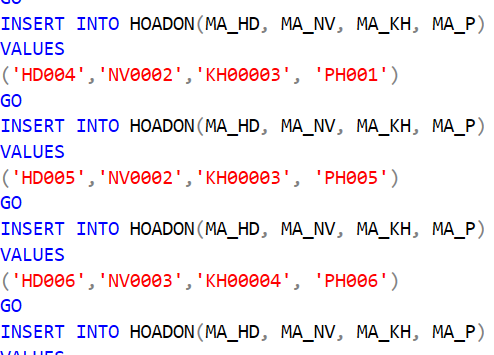 GO
INSERT INTO HOADON(MA_HD, MA_NV, MA_KH, MA_P)
VALUES
('HD004','NV0002','KH00003', 'PH001')
GO
INSERT INTO HOADON(MA_HD, MA_NV, MA_KH, MA_P)
VALUES
('HD005','NV0002','KH00003', 'PH005')
GO
INSERT INTO HOADON(MA_HD, MA_NV, MA_KH, MA_P)
VALUES
('HD006','NV0003','KH00004', 'PH006')
GO
INSERT INTO HOADON(MA_HD, MA_NV, MA_KH, MA_P)
VALUES